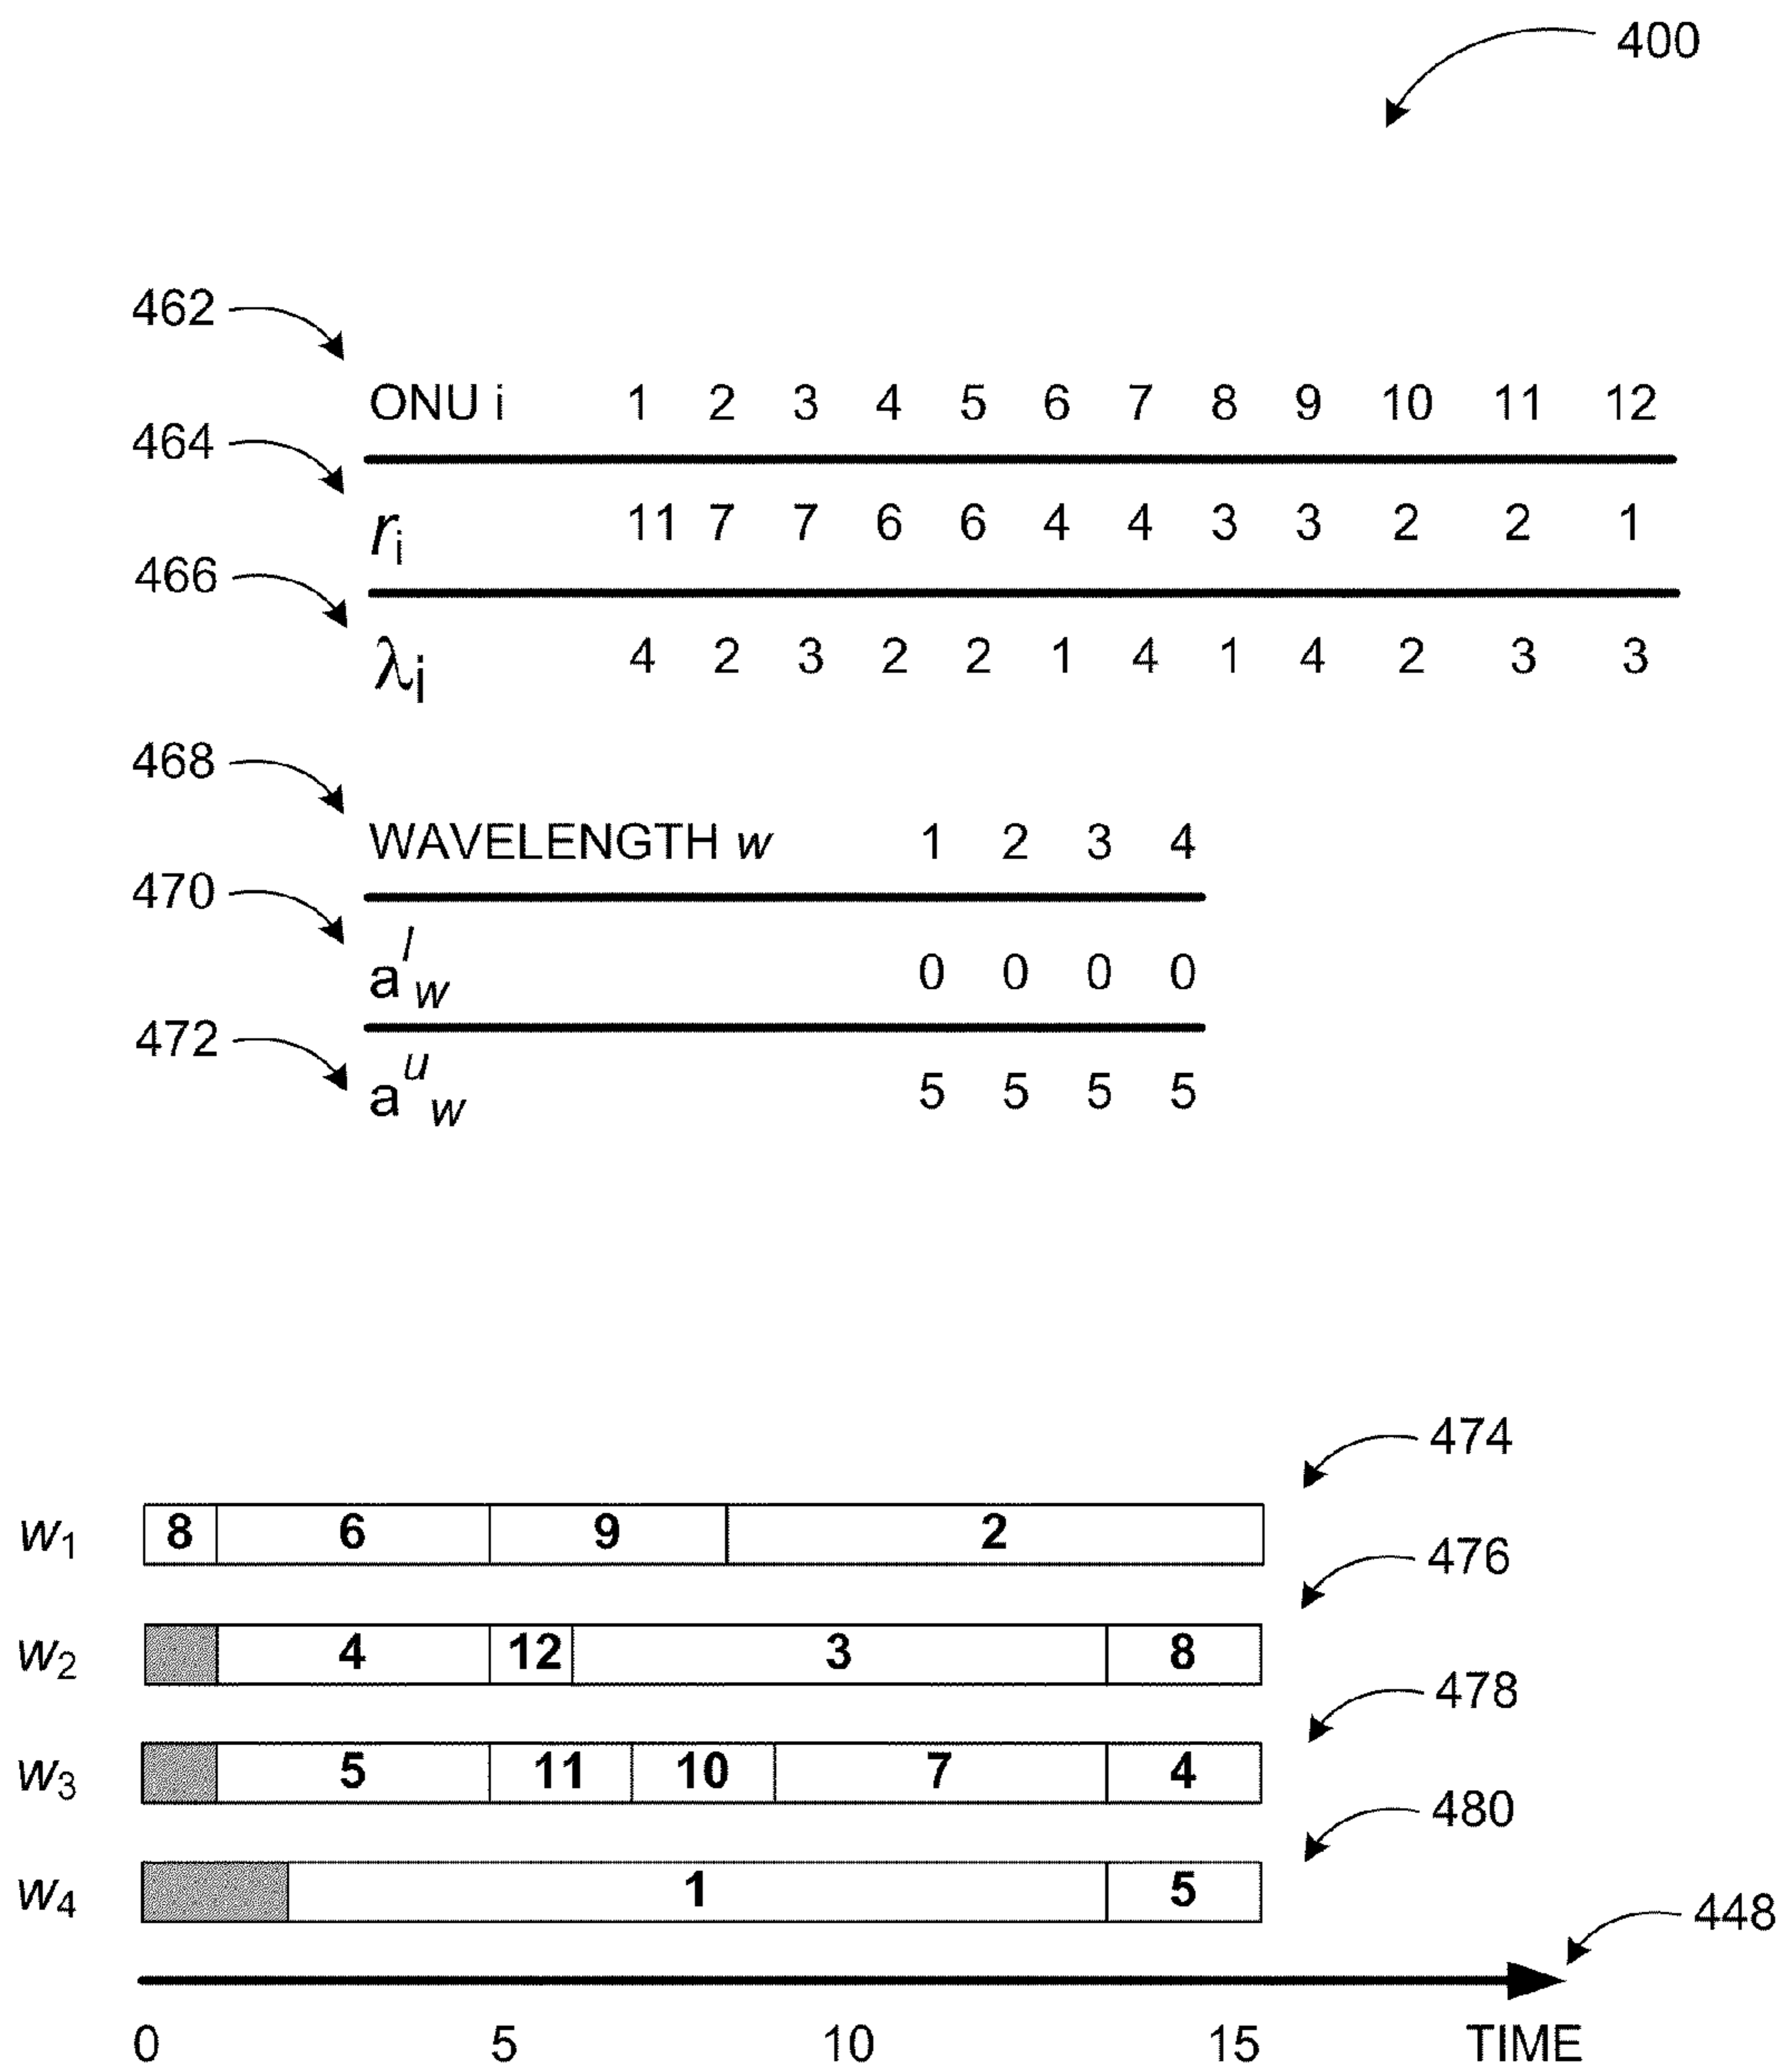 400
462
ONU i 1 2 3 4 5 6 7 8 9 10 11 12
464
ri 11 7 7 6 6 4 4 3 3 2 2 1
466
λi 4 2 3 2 2 1 4 1 4 2 3 3
468
WAVELENGTH w 1 2 3 4
470
a^l_w 0 0 0 0
472
a^u_w 5 5 5 5
474
w1 8 6 9 2
476
w2 4 12 3 8
478
w3 5 11 10 7 4
480
w4 1 5
448
0 5 10 15 TIME